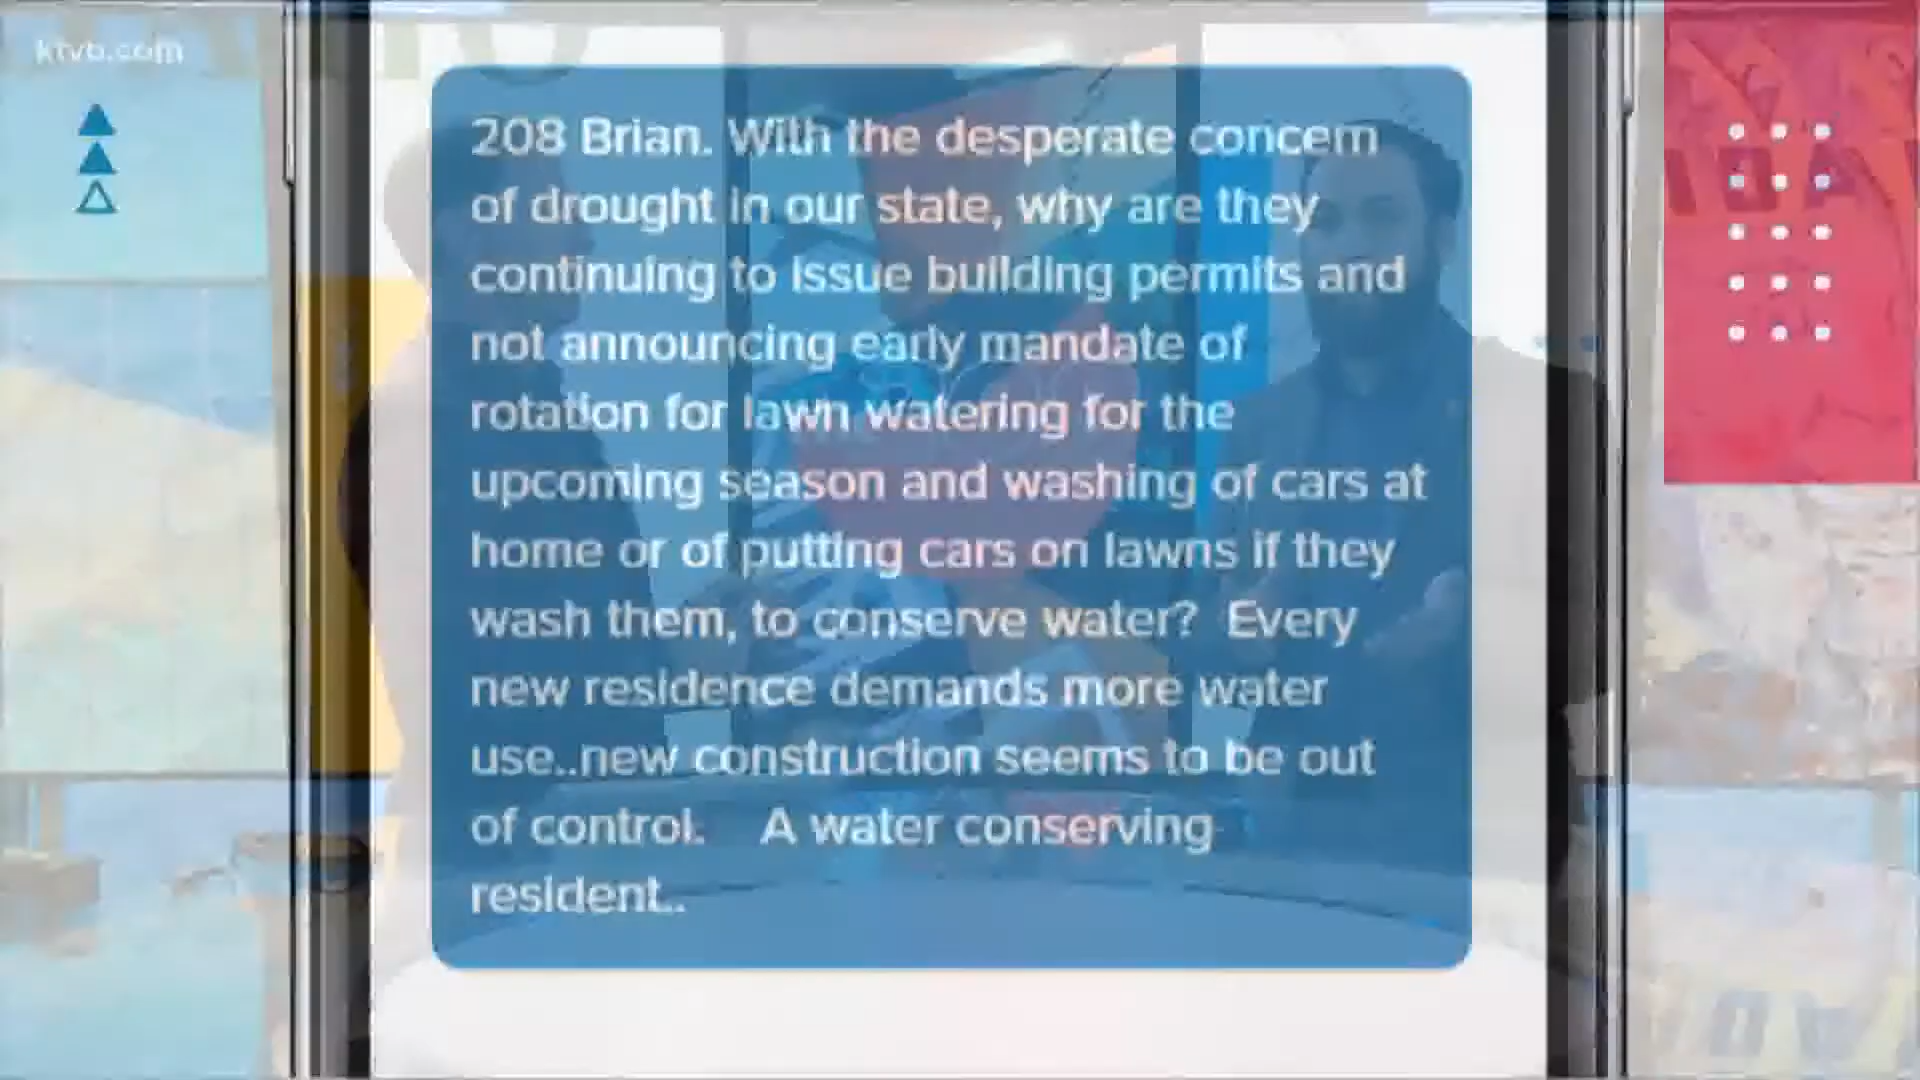 ktvb.com
208 Brian. With the desperate concern
of drought in our state, why are they
continuing to issue building permits and
not announcing early mandate of
rotation for lawn watering for the
upcoming season and washing of cars at
home or of putting cars on lawns if they
wash them, to conserve water? Every
new residence demands more water
use..new construction seems to be out
of control. A water conserving
resident..